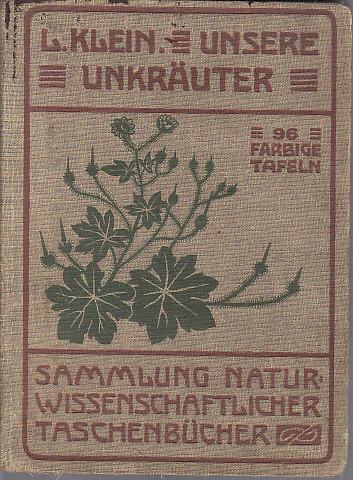 L. KLEIN. UNSERE
UNKRÄUTER
96
FARBIGE
TAFELN
SAMMLUNG NATUR-
WISSENSCHAFTLICHER
TASCHENBÜCHER